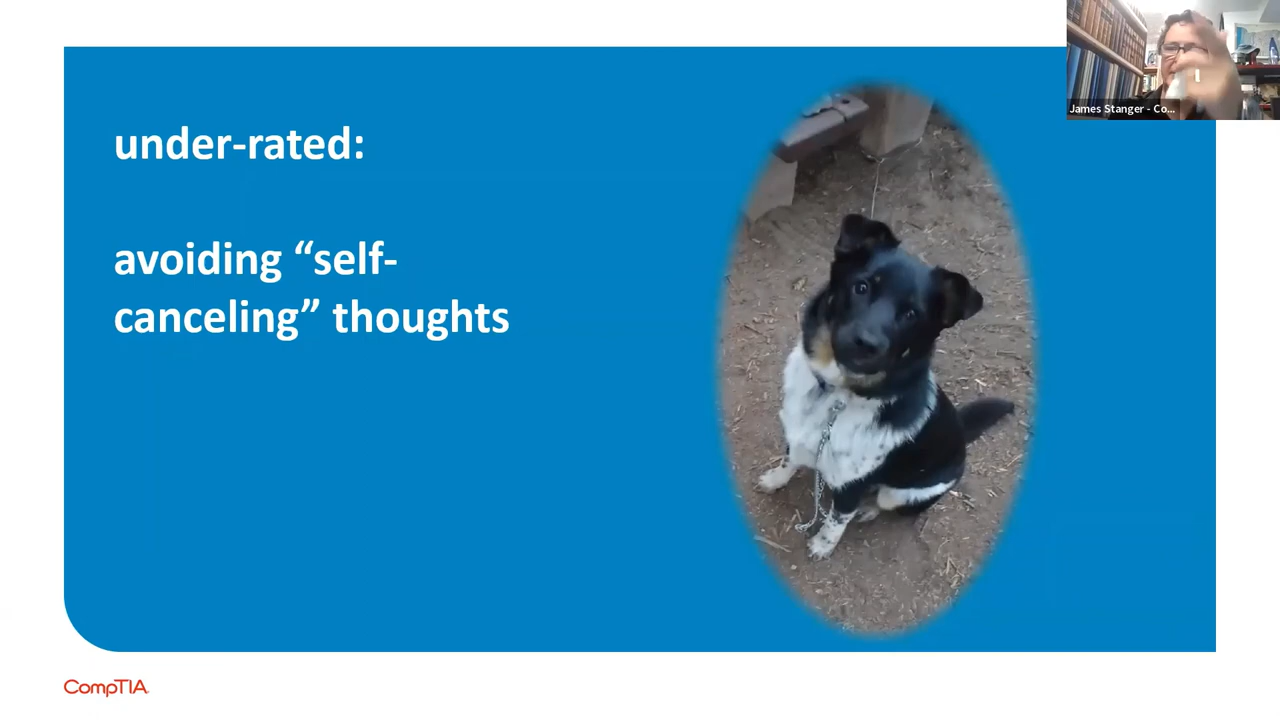 James Stanger - Co...
under-rated:
avoiding “self-
canceling” thoughts
CompTIA